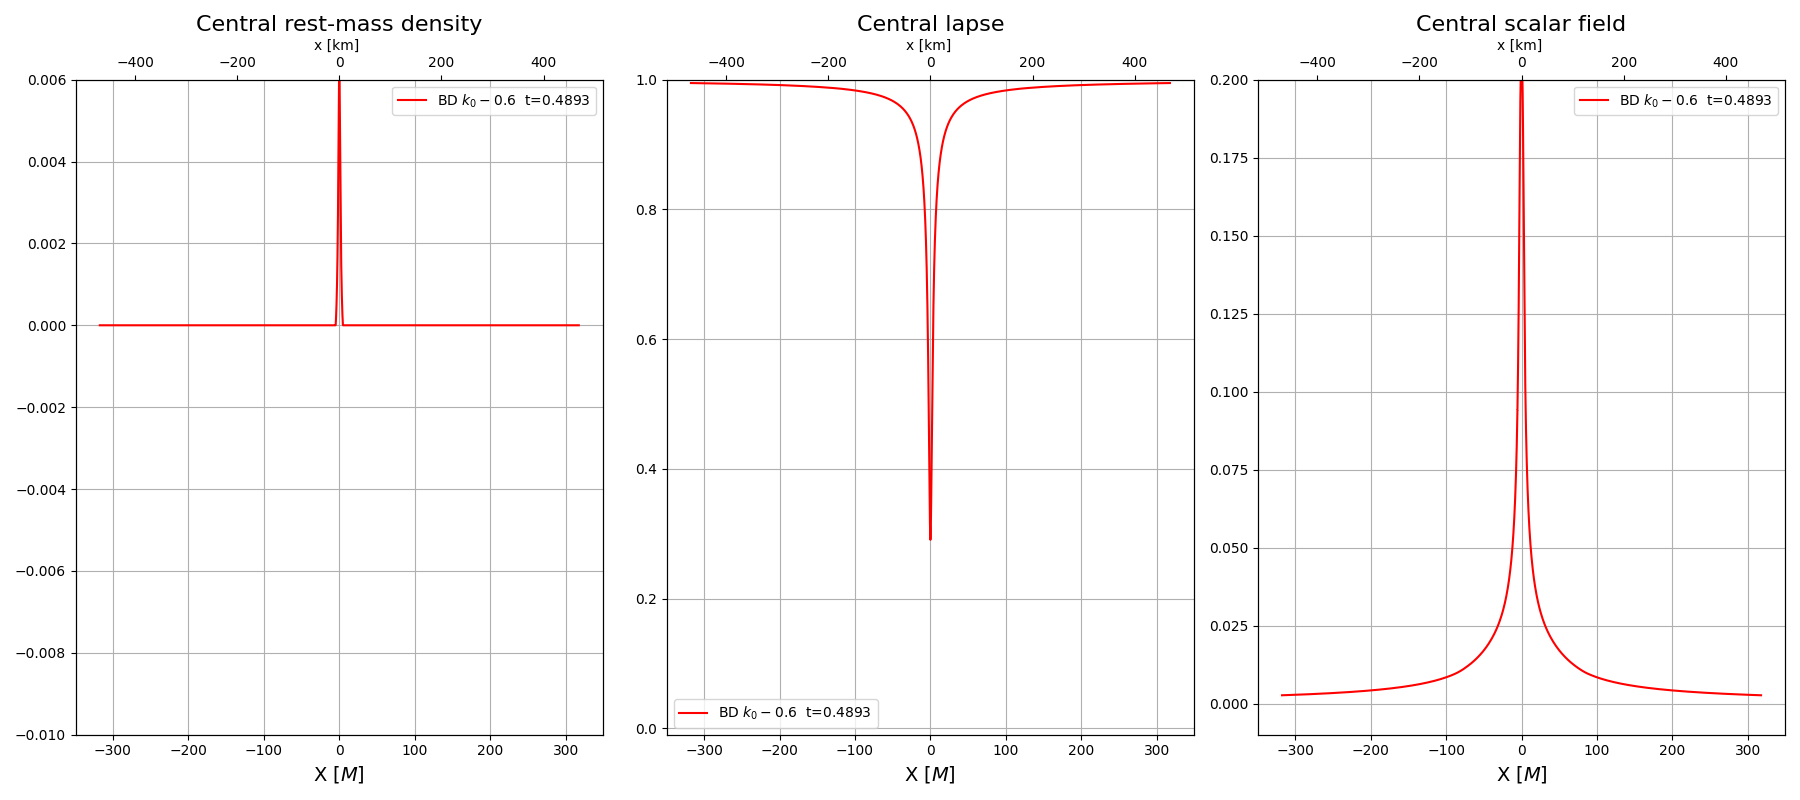 Central rest-mass density
x [km]
−400 −200 0 200 400
0.006
0.004
0.002
0.000
−0.002
−0.004
−0.006
−0.008
−0.010
BD k₀ − 0.6 t=0.4893
−300 −200 −100 0 100 200 300
X [M]
Central lapse
x [km]
−400 −200 0 200 400
1.0
0.8
0.6
0.4
0.2
0.0
BD k₀ − 0.6 t=0.4893
−300 −200 −100 0 100 200 300
X [M]
Central scalar field
x [km]
−400 −200 0 200 400
0.200
0.175
0.150
0.125
0.100
0.075
0.050
0.025
0.000
BD k₀ − 0.6 t=0.4893
−300 −200 −100 0 100 200 300
X [M]